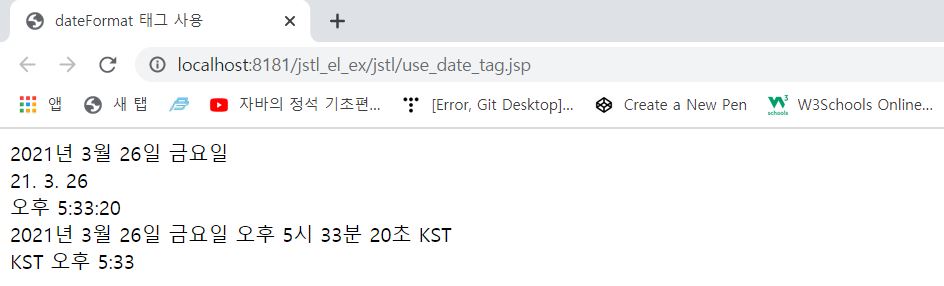 dateFormat 태그 사용
localhost:8181/jstl_el_ex/jstl/use_date_tag.jsp
앱 새 탭 자바의 정석 기초편... [Error, Git Desktop]... Create a New Pen W3Schools Online...
2021년 3월 26일 금요일
21. 3. 26
오후 5:33:20
2021년 3월 26일 금요일 오후 5시 33분 20초 KST
KST 오후 5:33